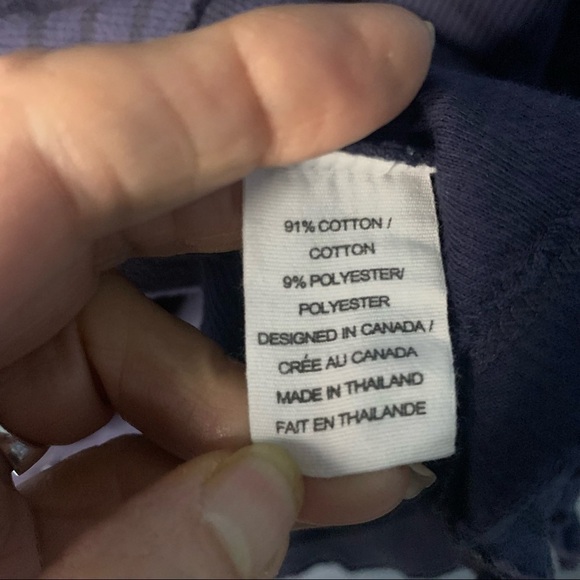 91% COTTON /
COTTON
9% POLYESTER/
POLYESTER
DESIGNED IN CANADA /
CRÉE AU CANADA
MADE IN THAILAND
FAIT EN THAILANDE